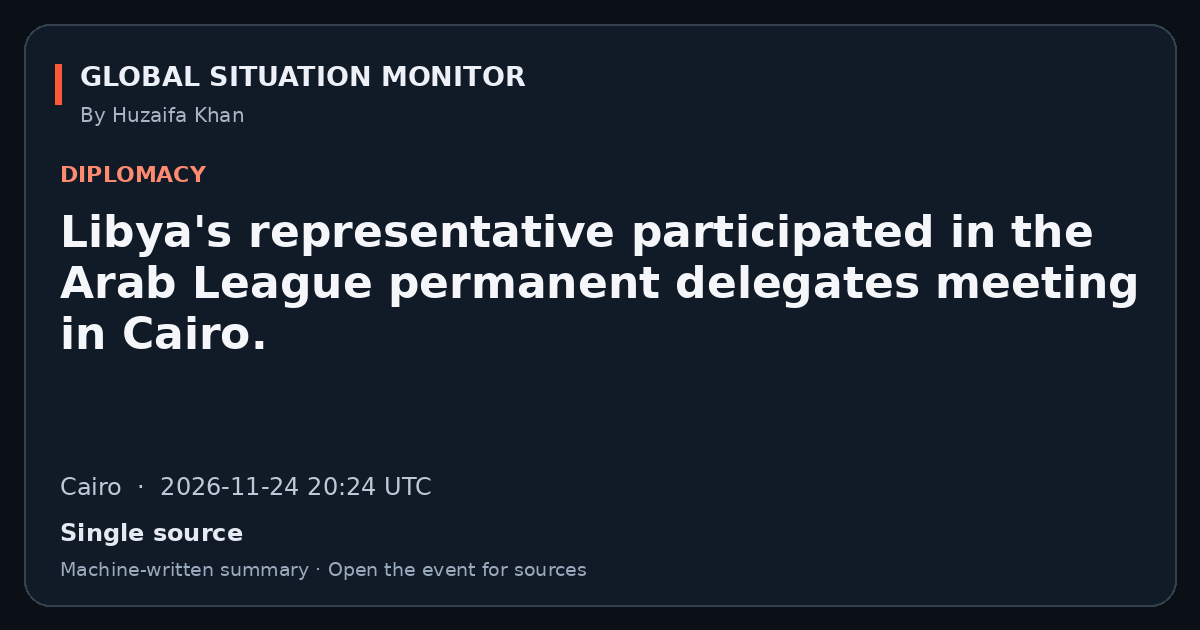 GLOBAL SITUATION MONITOR
By Huzaifa Khan
DIPLOMACY
Libya's representative participated in the
Arab League permanent delegates meeting
in Cairo.
Cairo · 2026-11-24 20:24 UTC
Single source
Machine-written summary · Open the event for sources